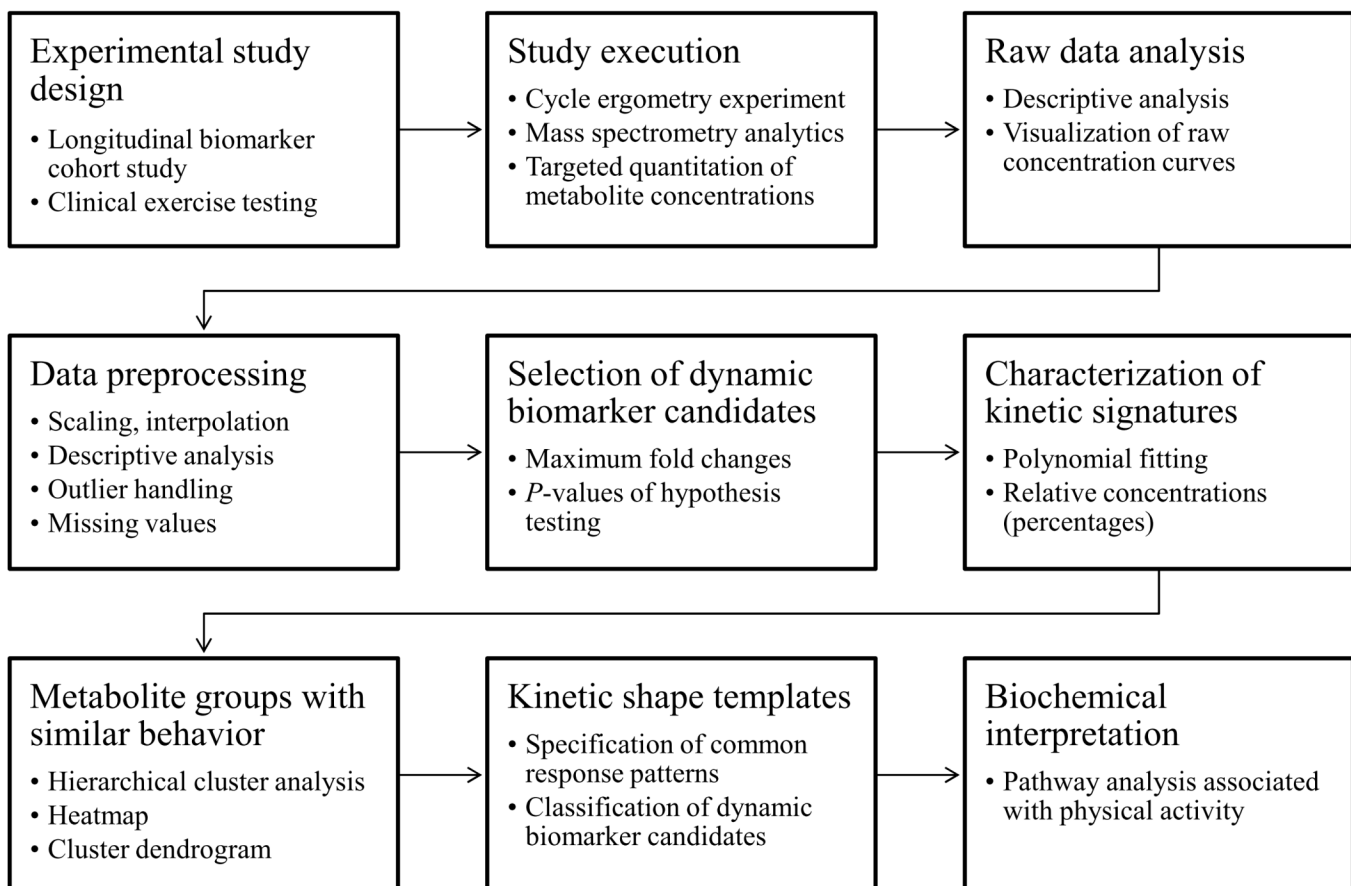 Experimental study
design
• Longitudinal biomarker
cohort study
• Clinical exercise testing
Study execution
• Cycle ergometry experiment
• Mass spectrometry analytics
• Targeted quantitation of
metabolite concentrations
Raw data analysis
• Descriptive analysis
• Visualization of raw
concentration curves
Data preprocessing
• Scaling, interpolation
• Descriptive analysis
• Outlier handling
• Missing values
Selection of dynamic
biomarker candidates
• Maximum fold changes
• P-values of hypothesis
testing
Characterization of
kinetic signatures
• Polynomial fitting
• Relative concentrations
(percentages)
Metabolite groups with
similar behavior
• Hierarchical cluster analysis
• Heatmap
• Cluster dendrogram
Kinetic shape templates
• Specification of common
response patterns
• Classification of dynamic
biomarker candidates
Biochemical
interpretation
• Pathway analysis associated
with physical activity